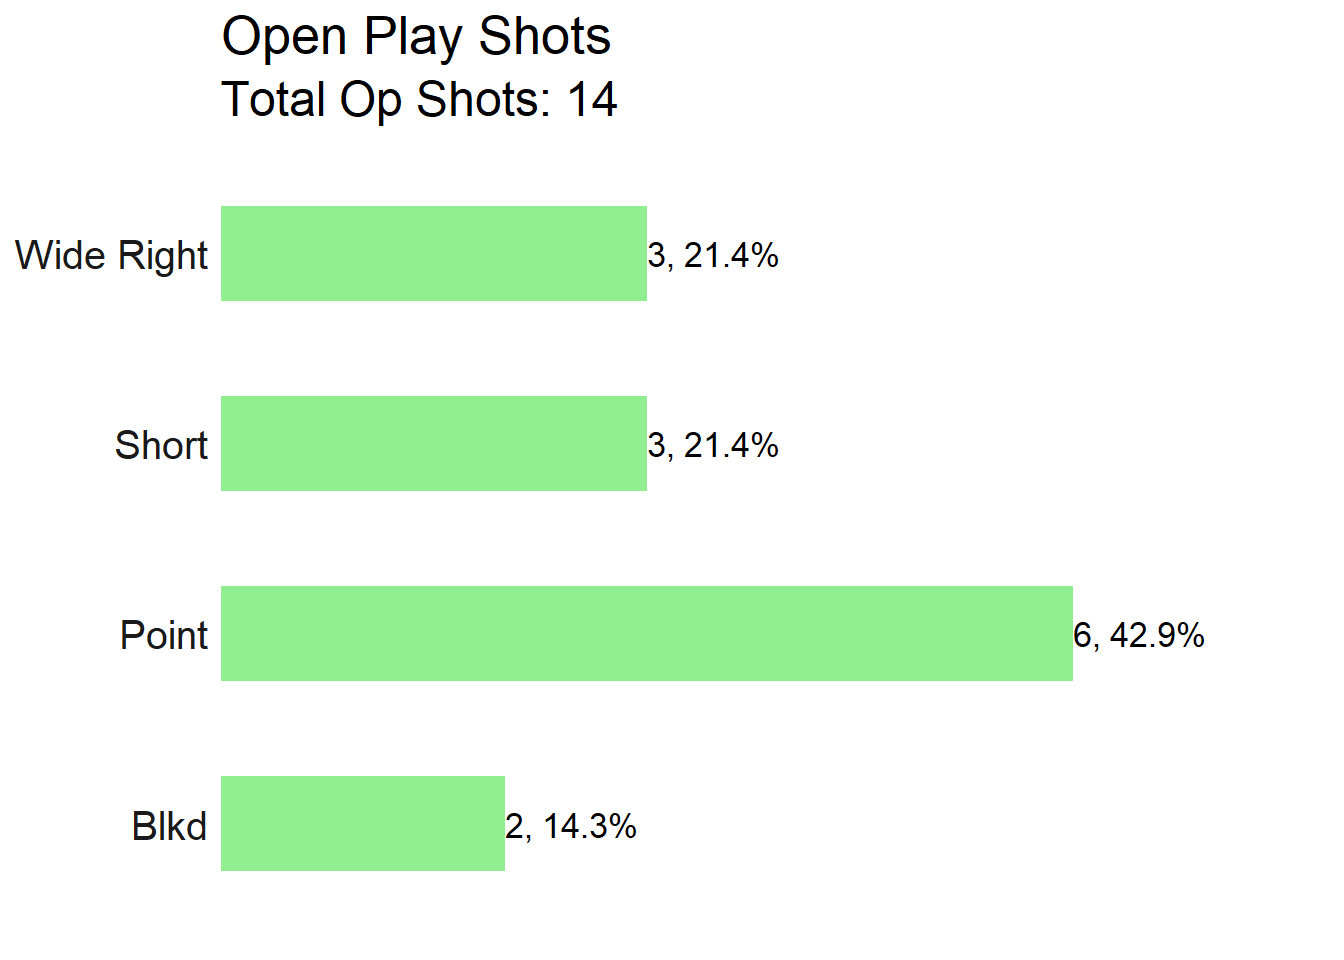 Open Play Shots
Total Op Shots: 14
Wide Right
3, 21.4%
Short
3, 21.4%
Point
6, 42.9%
Blkd
2, 14.3%